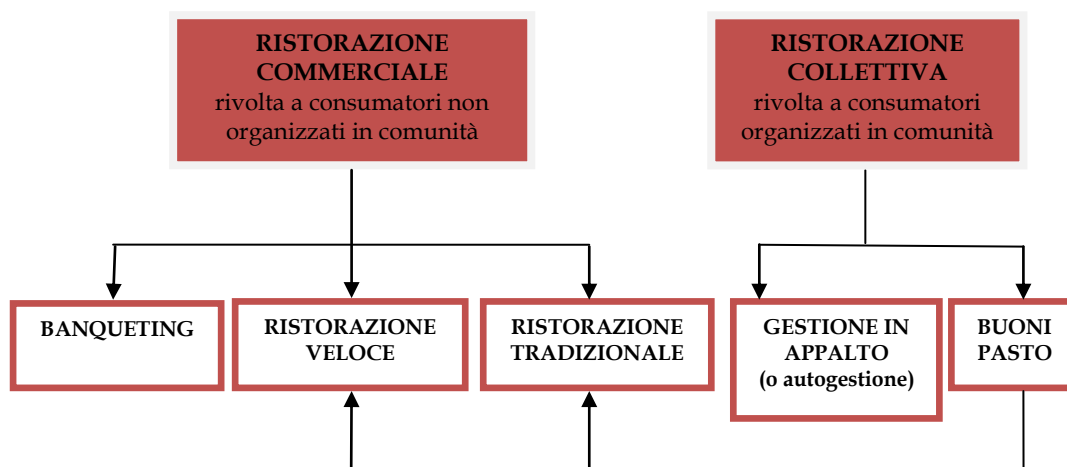 RISTORAZIONE
COMMERCIALE
rivolta a consumatori non
organizzati in comunità
RISTORAZIONE
COLLETTIVA
rivolta a consumatori
organizzati in comunità
BANQUETING
RISTORAZIONE
VELOCE
RISTORAZIONE
TRADIZIONALE
GESTIONE IN
APPALTO
(o autogestione)
BUONI
PASTO